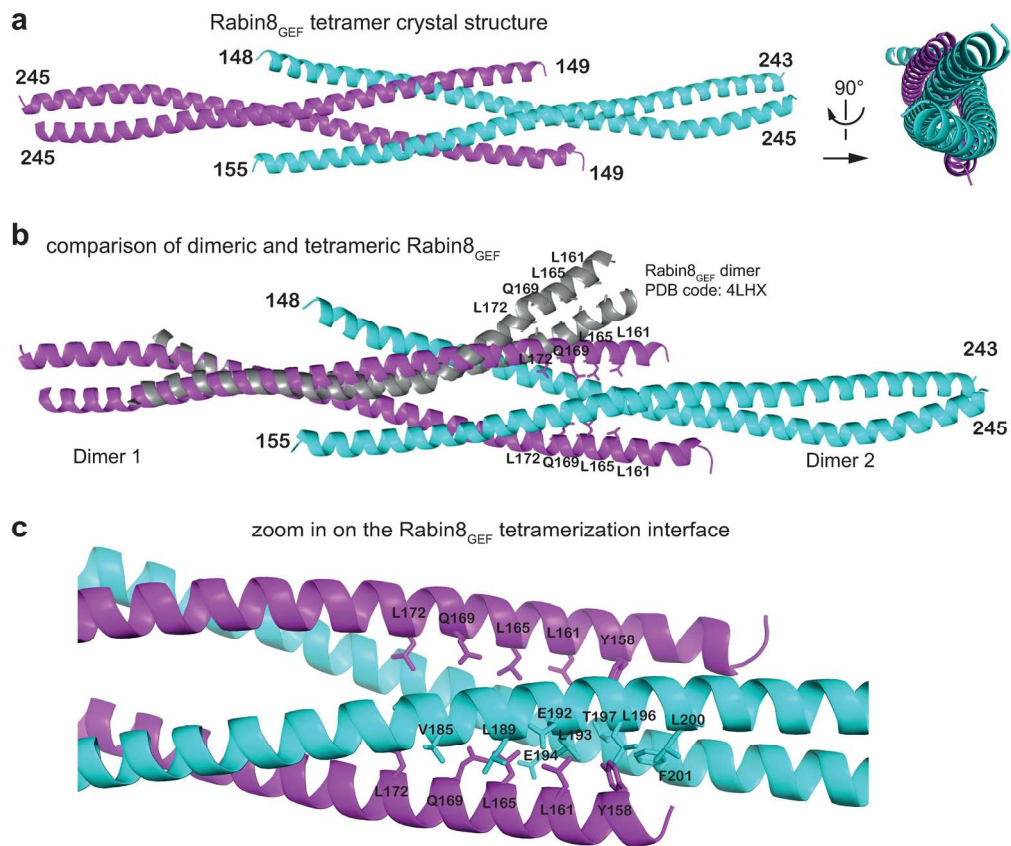 a
Rabin8GEF tetramer crystal structure
148
149
243
245
90°
245
155
149
245
b
comparison of dimeric and tetrameric Rabin8GEF
L161
L165
Q169
L172
Rabin8GEF dimer
PDB code: 4LHX
148
L165 L161
L172 Q169
243
155
245
Dimer 1
L172 Q169 L165 L161
Dimer 2
c
zoom in on the Rabin8GEF tetramerization interface
L172 Q169 L165 L161 Y158
V185 L189 E192 L193 T197 L196 L200
E194 F201
L172 Q169 L165 L161 Y158